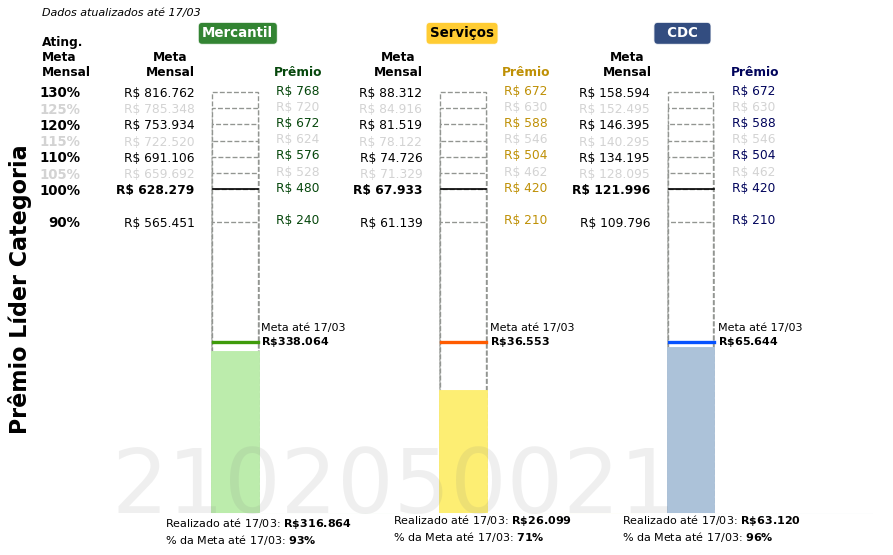 Dados atualizados até 17/03
Mercantil Serviços CDC
Ating.
Meta Meta Meta Meta
Mensal Mensal Prêmio Mensal Prêmio Mensal Prêmio
130% R$ 816.762 R$ 768 R$ 88.312 R$ 672 R$ 158.594 R$ 672
125% R$ 785.348 R$ 720 R$ 84.916 R$ 630 R$ 152.495 R$ 630
120% R$ 753.934 R$ 672 R$ 81.519 R$ 588 R$ 146.395 R$ 588
115% R$ 722.520 R$ 624 R$ 78.122 R$ 546 R$ 140.295 R$ 546
110% R$ 691.106 R$ 576 R$ 74.726 R$ 504 R$ 134.195 R$ 504
105% R$ 659.692 R$ 528 R$ 71.329 R$ 462 R$ 128.095 R$ 462
100% R$ 628.279 R$ 480 R$ 67.933 R$ 420 R$ 121.996 R$ 420
90% R$ 565.451 R$ 240 R$ 61.139 R$ 210 R$ 109.796 R$ 210
Prêmio Líder Categoria
Meta até 17/03 Meta até 17/03 Meta até 17/03
R$338.064 R$36.553 R$65.644
2102050021
Realizado até 17/03: R$316.864 Realizado até 17/03: R$26.099 Realizado até 17/03: R$63.120
% da Meta até 17/03: 93% % da Meta até 17/03: 71% % da Meta até 17/03: 96%